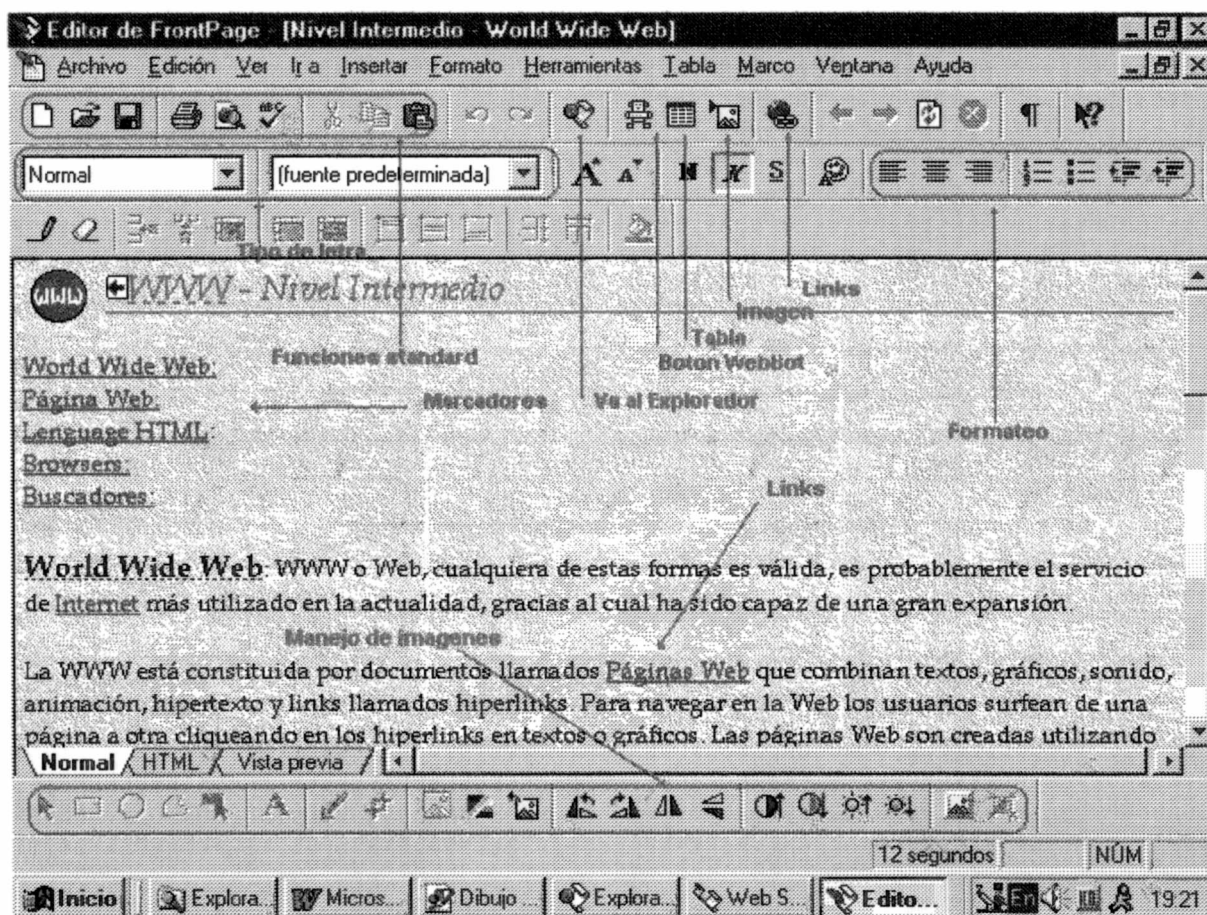 Editor de FrontPage - [Nivel Intermedio - World Wide Web]
Archivo Edición Ver Ir a Insertar Formato Herramientas Tabla Marco Ventana Ayuda
Normal (fuente predeterminada) A A N K S
Tipo de letra
WWW WWW - Nivel Intermedio
Links
Imagen
Tabla
Funciones standard Boton WebBot
World Wide Web:
Página Web: Marcadores Va al Explorador
Lenguage HTML: Formateo
Browsers:
Buscadores: Links
World Wide Web: WWW o Web, cualquiera de estas formas es válida, es probablemente el servicio
de Internet más utilizado en la actualidad, gracias al cual ha sido capaz de una gran expansión.
Manejo de imagenes
La WWW está constituida por documentos llamados Páginas Web que combinan textos, gráficos, sonido,
animación, hipertexto y links llamados hiperlinks. Para navegar en la Web los usuarios surfean de una
página a otra cliqueando en los hiperlinks en textos o gráficos. Las páginas Web son creadas utilizando
Normal HTML Vista previa
A
12 segundos NÚM
Inicio Explora... Micros... Dibujo ... Explora... Web S... Edito... En 19:21